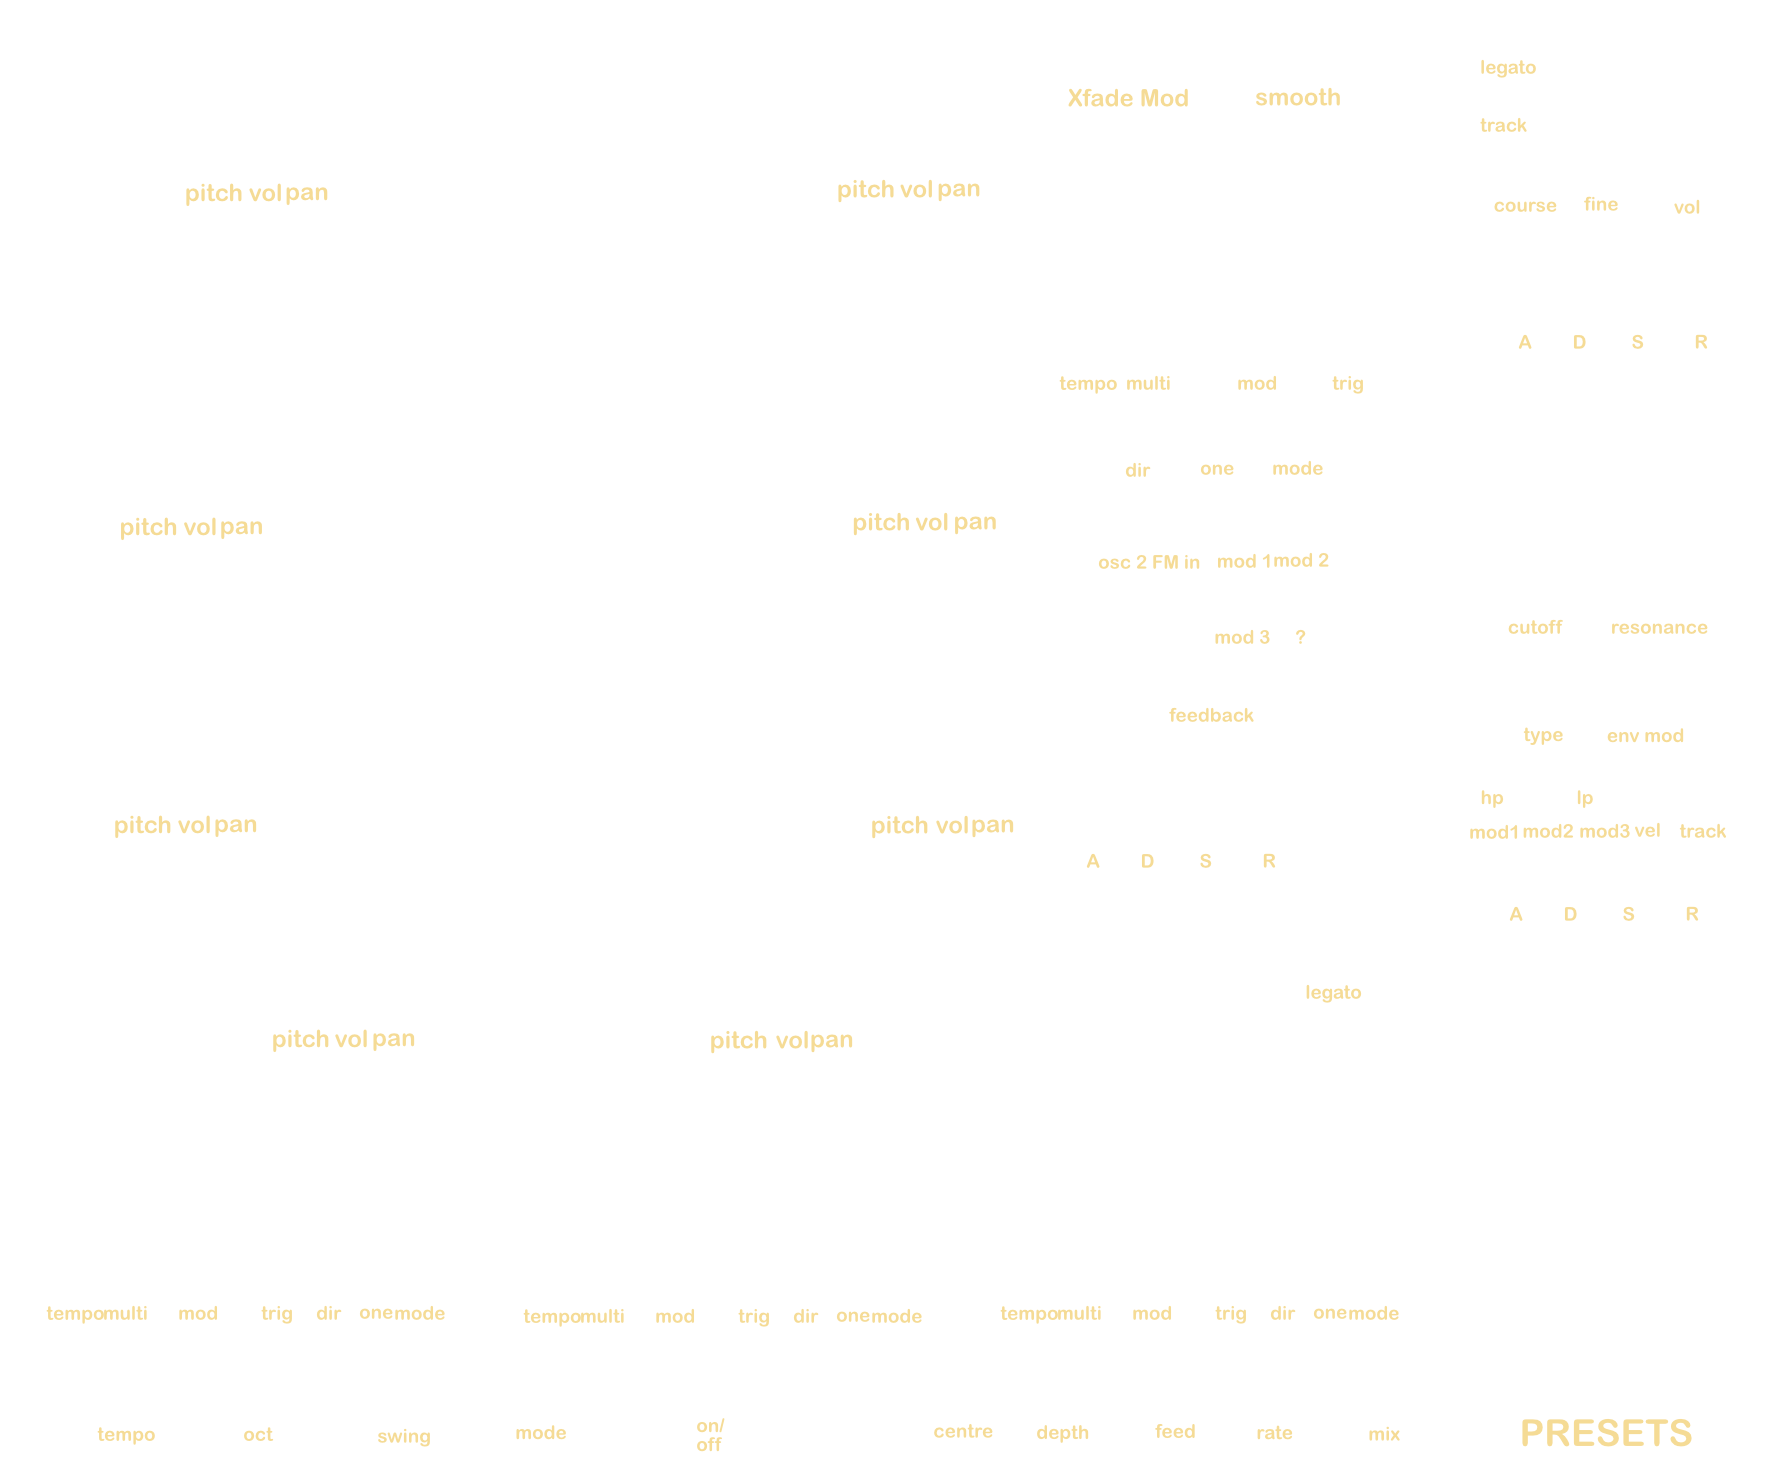 legato
Xfade Mod smooth
track
pitch vol pan pitch vol pan
course fine vol
A D S R
tempo multi mod trig
dir one mode
pitch vol pan pitch vol pan
osc 2 FM in mod 1 mod 2
cutoff resonance
mod 3 ?
feedback
type env mod
hp lp
pitch vol pan pitch vol pan
mod1 mod2 mod3 vel track
A D S R
A D S R
legato
pitch vol pan pitch vol pan
tempo multi mod trig dir one mode tempo multi mod trig dir one mode tempo multi mod trig dir one mode
tempo oct swing mode on/ centre depth feed rate mix PRESETS
off